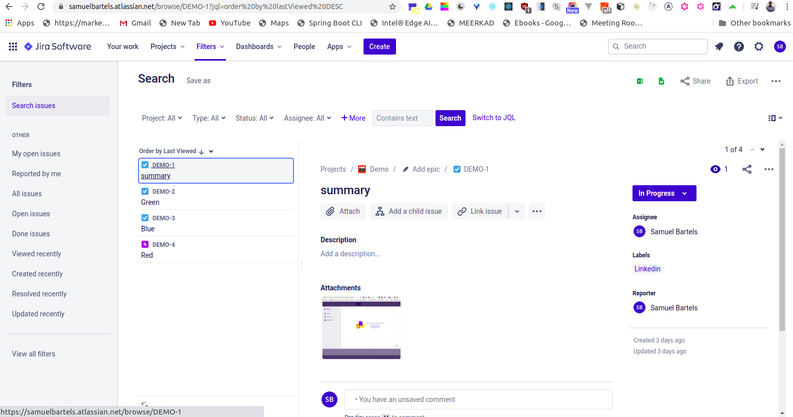 samuelbartels.atlassian.net/browse/DEMO-1?jql=order%20by%20lastViewed%20DESC
Apps
https://marke...
Gmail
New Tab
YouTube
Maps
Spring Boot CLI
Intel® Edge AI...
MEERKAD
Ebooks - Goog...
Meeting Roo...
Other bookmarks
Jira Software
Your work
Projects
Filters
Dashboards
People
Apps
Create
Search
SB
Filters
Search issues
OTHER
My open issues
Reported by me
All issues
Open issues
Done issues
Viewed recently
Created recently
Resolved recently
Updated recently
View all filters
Search
Save as
Share
Export
Project: All
Type: All
Status: All
Assignee: All
+ More
Contains text
Search
Switch to JQL
Order by Last Viewed
DEMO-1
summary
DEMO-2
Green
DEMO-3
Blue
DEMO-4
Red
1 of 4
Projects / Demo / Add epic / DEMO-1
1
summary
Attach
Add a child issue
Link issue
Description
Add a description...
Attachments
In Progress
Assignee
SB Samuel Bartels
Labels
Linkedin
Reporter
SB Samuel Bartels
Created 3 days ago
Updated 3 days ago
SB
• You have an unsaved comment
https://samuelbartels.atlassian.net/browse/DEMO-1